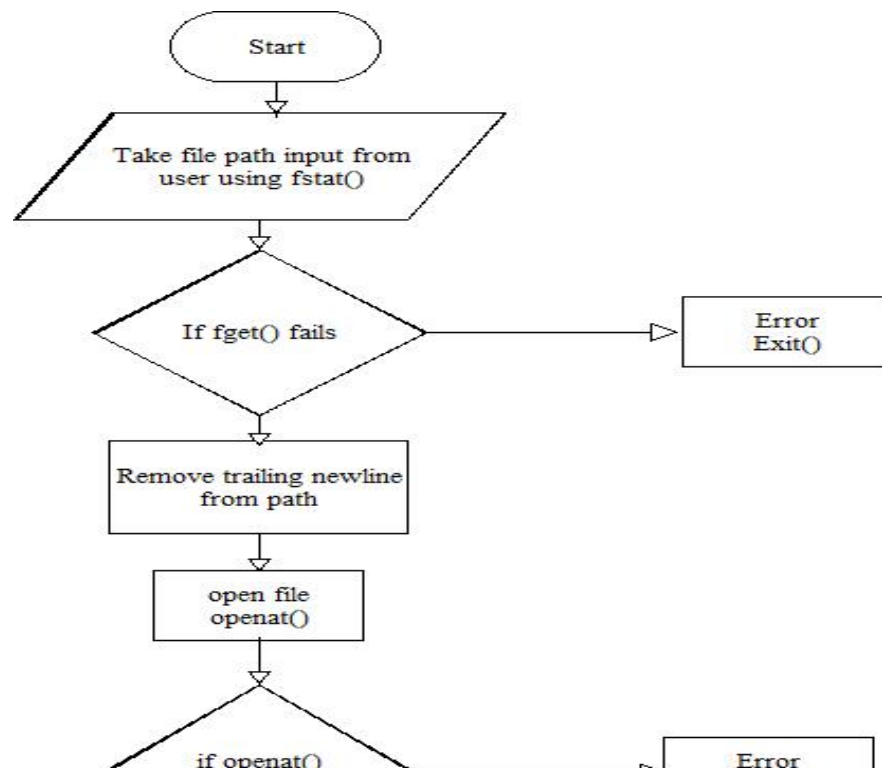 Start
Take file path input from
user using fstat()
If fget() fails
Error
Exit()
Remove trailing newline
from path
open file
openat()
if openat()
Error